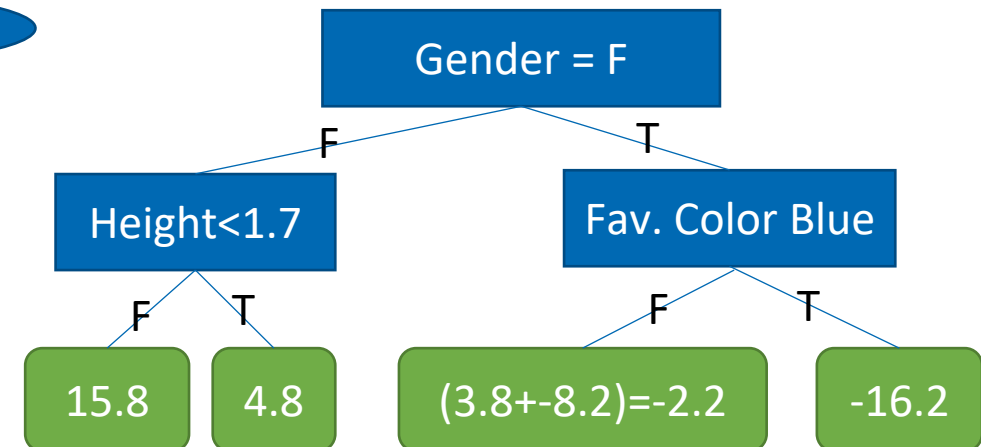 Gender = F
F
T
Height<1.7
Fav. Color Blue
F
T
F
T
15.8
4.8
(3.8+-8.2)=-2.2
-16.2